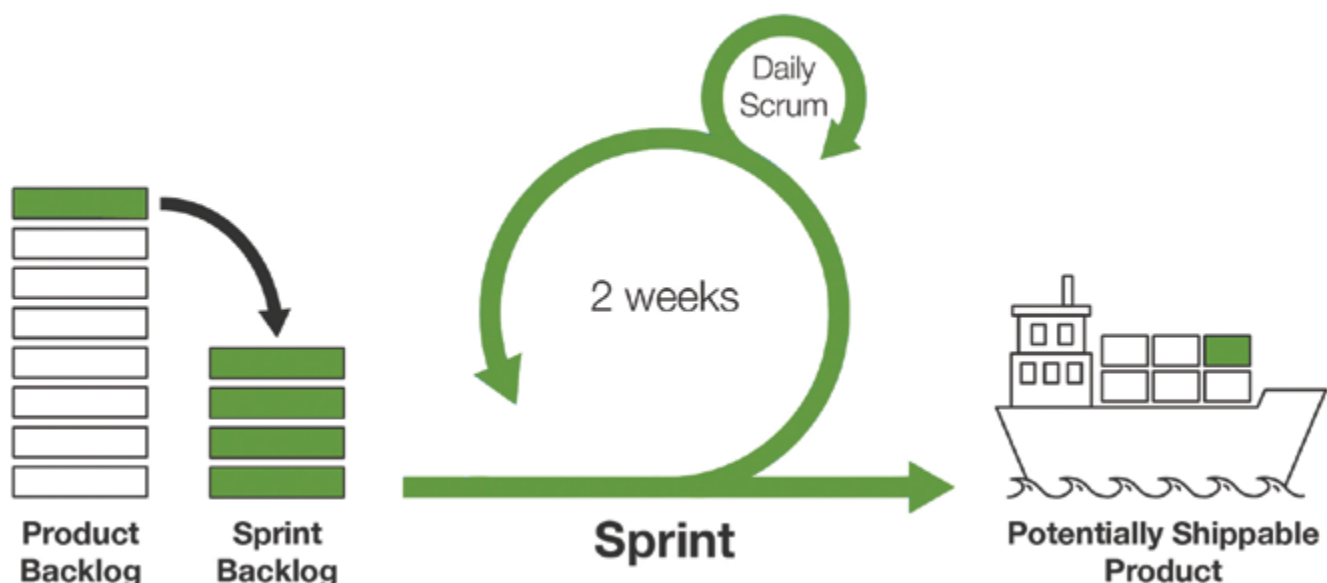 Daily
Scrum
2 weeks
Product
Backlog
Sprint
Backlog
Sprint
Potentially Shippable
Product